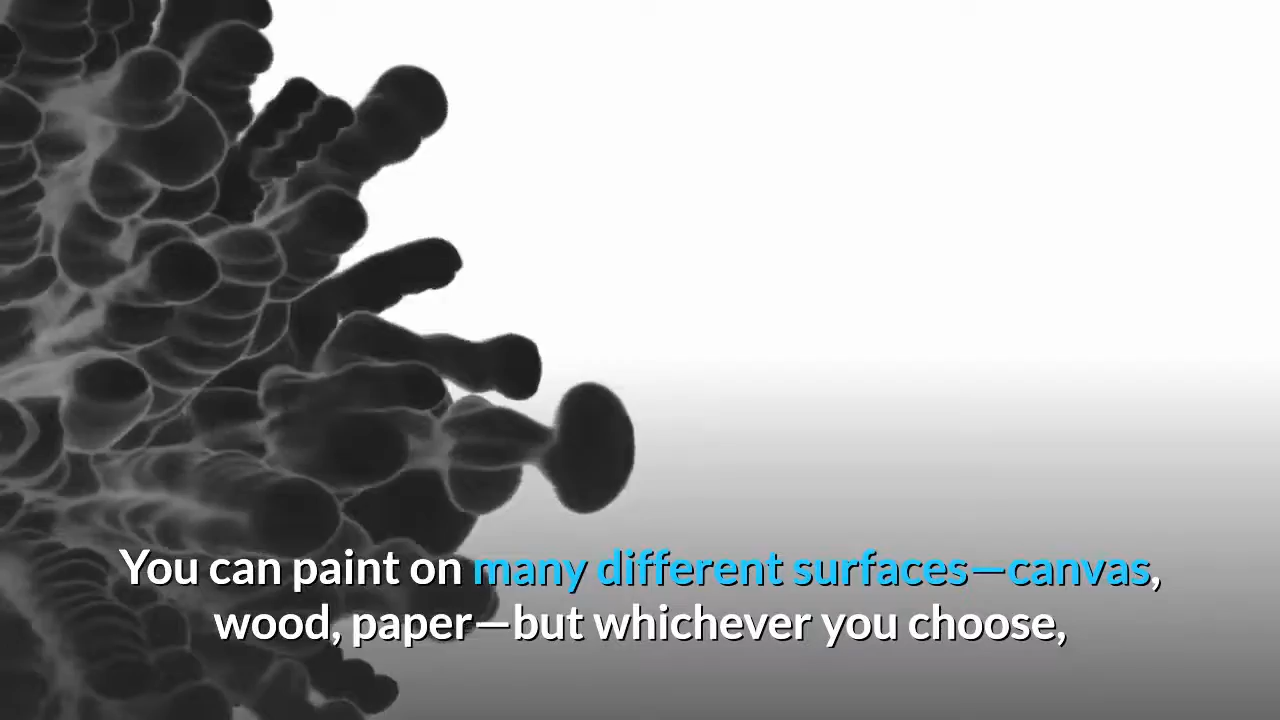 You can paint on many different surfaces—canvas,
wood, paper—but whichever you choose,